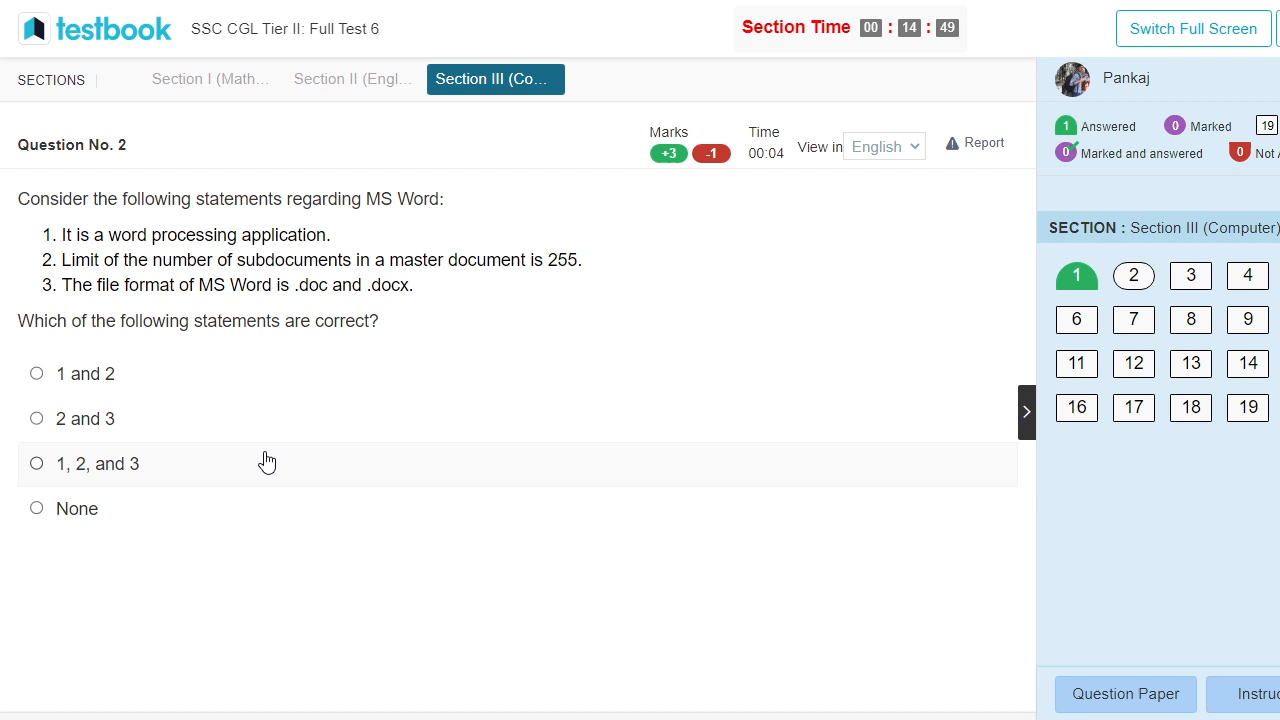 testbook SSC CGL Tier II: Full Test 6 Section Time 00 : 14 : 49 Switch Full Screen
SECTIONS Section I (Math... Section II (Engl... Section III (Co...
Pankaj
1 Answered 0 Marked 19
0 Marked and answered 0 Not
Question No. 2
Marks
+3 -1
Time
00:04
View in English
Report
Consider the following statements regarding MS Word:
1. It is a word processing application.
2. Limit of the number of subdocuments in a master document is 255.
3. The file format of MS Word is .doc and .docx.
Which of the following statements are correct?
1 and 2
2 and 3
1, 2, and 3
None
SECTION : Section III (Computer)
1 2 3 4
6 7 8 9
11 12 13 14
16 17 18 19
Question Paper